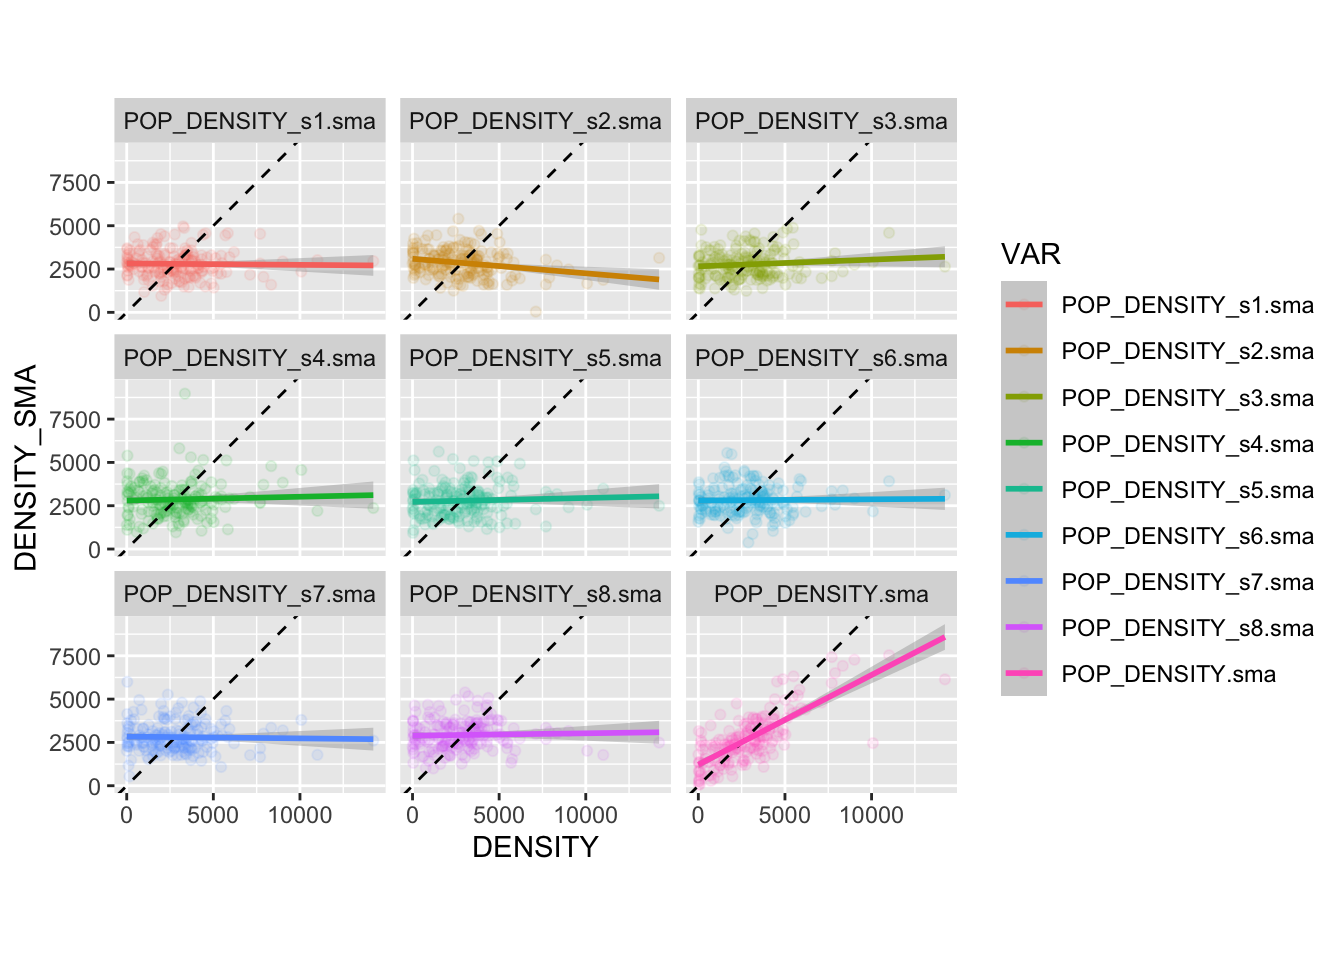 POP_DENSITY_s1.sma POP_DENSITY_s2.sma POP_DENSITY_s3.sma
7500
5000
2500
0
POP_DENSITY_s4.sma POP_DENSITY_s5.sma POP_DENSITY_s6.sma
7500
5000
2500
0
POP_DENSITY_s7.sma POP_DENSITY_s8.sma POP_DENSITY.sma
7500
5000
2500
0
0 5000 10000 0 5000 10000 0 5000 10000
DENSITY
DENSITY_SMA
VAR
POP_DENSITY_s1.sma
POP_DENSITY_s2.sma
POP_DENSITY_s3.sma
POP_DENSITY_s4.sma
POP_DENSITY_s5.sma
POP_DENSITY_s6.sma
POP_DENSITY_s7.sma
POP_DENSITY_s8.sma
POP_DENSITY.sma